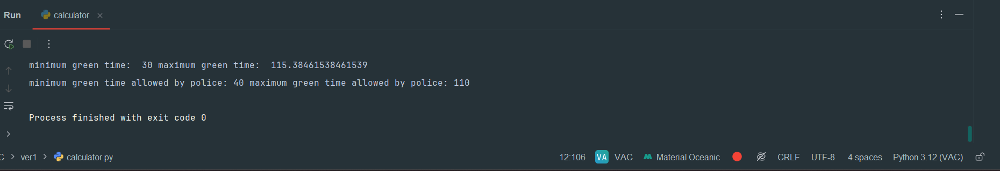 Run calculator
minimum green time:  30 maximum green time:  115.38461538461539
minimum green time allowed by police: 40 maximum green time allowed by police: 110
Process finished with exit code 0
C > ver1 > calculator.py 12:106 VA VAC Material Oceanic CRLF UTF-8 4 spaces Python 3.12 (VAC)